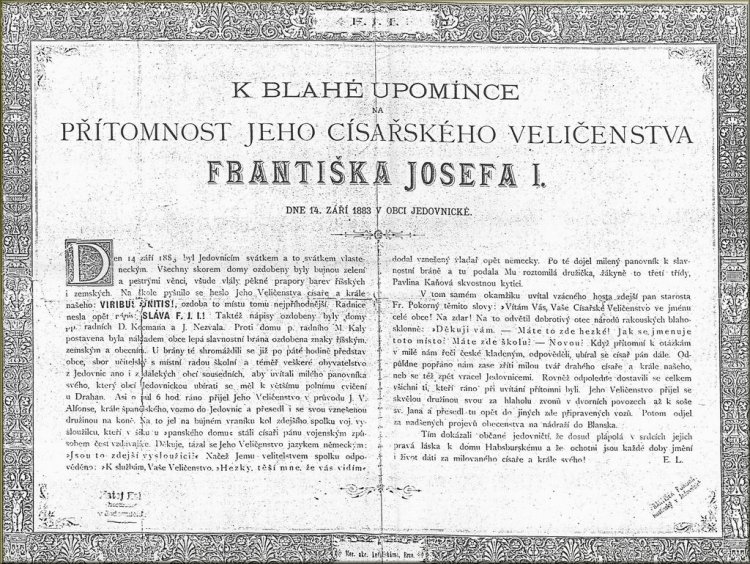 F. J. I.
K BLAHÉ UPOMÍNCE
NA
PŘÍTOMNOST JEHO CÍSAŘSKÉHO VELIČENSTVA
FRANTIŠKA JOSEFA I.
DNE 14. ZÁŘÍ 1883 V OBCI JEDOVNICKÉ.
Den 14 září 1883 byl Jedovnicím svátkem a to svátkem vlaste-
neckým. Všechny skorem domy ozdobeny byly bujnou zelení
a pestrými věnci, všude vlály pěkné prapory barev říšských
i zemských. Na škole pyšnilo se heslo Jeho Veličenstva císaře a krále
našeho: VIRIBUS UNITIS!, ozdoba to místu tomu nejpříhodnější. Radnice
nesla opět nápis: SLÁVA F. J. I.! Taktéž nápisy ozdobeny byly domy
pp. radních D. a J. Nezvala. Proti domu p. radního M. Kaly
postavena byla nákladem obce lepá slavnostní brána ozdobena znaky říšským,
zemským a obecním. U brány té shromáždili se již po páté hodině představ
obce, sbor učitelský s místní radou školní a téměř veškeré obyvatelstvo
z Jedovnic ano i z dálekých obcí sousedních, aby uvítali milého panovníka
svého, který obcí Jedovnickou ubírati se měl k většímu polnímu cvičení
u Drahan. Asi o půl 6 hod. ráno přijel Jeho Veličenstvo v průvodu J. V.
Alfonse, krále španělského, vozmo do Jedovnic a přesedl i se svou vznešenou
družinou na koně. Na to jel na bujném vraníku kol zdejšího spolku voj. vy-
sloužilců, kteří v šiku u »panského domu« stáli císaři pánu vojenským způ-
sobem čest vzdávajíce. Děkuje, tázal se Jeho Veličenstvo jazykem německým:
»Jsou to zdejší vysloužilci« Načež Jemu velitelstvem spolku odpo-
věděno: »K službám, Vaše Veličenstvo. »Hezky, těší mne, že vás vidím«
dodal vznešený vladař opět německy. Po té dojel milený panovník k slav-
nostní bráně a tu podala Mu roztomilá družička, žákyně to třetí třídy,
Pavlina Kaňová skvostnou kytici.
V tom samém okamžiku uvítal vzácného hosta zdejší pan starosta
Fr. Pokorný těmito slovy: »Vítám Vás, Vaše Císařské Veličenstvo ve jménu
celé obce! Na zdar! Na to odvětil dobrotivý otec národů rakouských blaho-
sklonně: »Děkuji vám. — Máte to zde hezké! Jak se jmenuje
toto místo? Máte zde školu? — Novou? Když přítomní k otázkám
v milé nám řeči české kladeným, odpověděli, ubíral se císař pán dále. Od-
půldne popřáno nám zase zříti milou tvář drahého císaře a krále našeho,
neb se též zpět vracel Jedovnicemi. Rovněž odpoledne dostavili se celkem
všichni ti, kteří ráno při uvítání přítomni byli. Jeho Veličenstvo přijel se
skvělou družinou svou za hlaholu zvonů v dvorních povozech až k soše
sv. Jana a přesedl tu opět do jiných zde připravených vozů. Potom odjel
za nadšených projevů obecenstva na nádraží do Blanska.
Tím dokázali občané jedovničtí, že dosud plápolá v srdcích jejich
pravá láska k domu Habsburskému a že ochotni jsou každé doby jmění
i život dáti za milovaného císaře a krále svého! E. L.